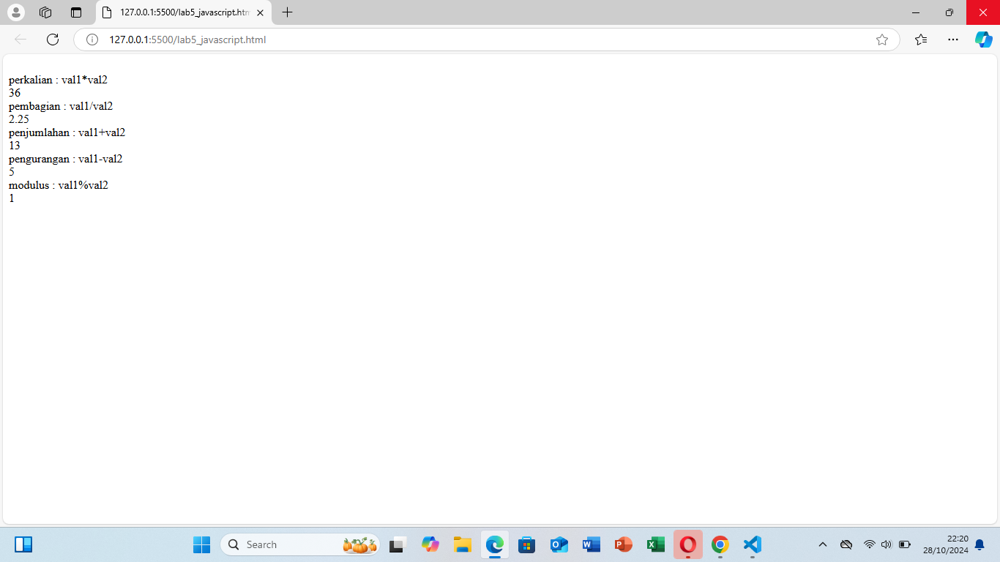 127.0.0.1:5500/lab5_javascript.htm
127.0.0.1:5500/lab5_javascript.html
perkalian : val1*val2
36
pembagian : val1/val2
2.25
penjumlahan : val1+val2
13
pengurangan : val1-val2
5
modulus : val1%val2
1
Search
22:20
28/10/2024